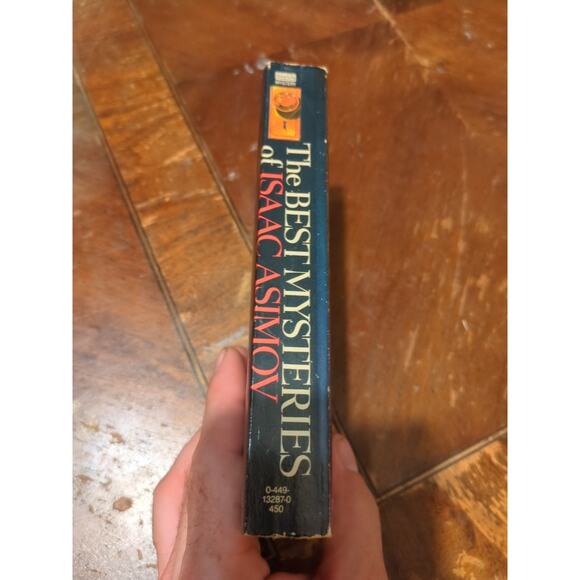 The BEST MYSTERIES
of ISAAC ASIMOV
0-449-
13287-0
450